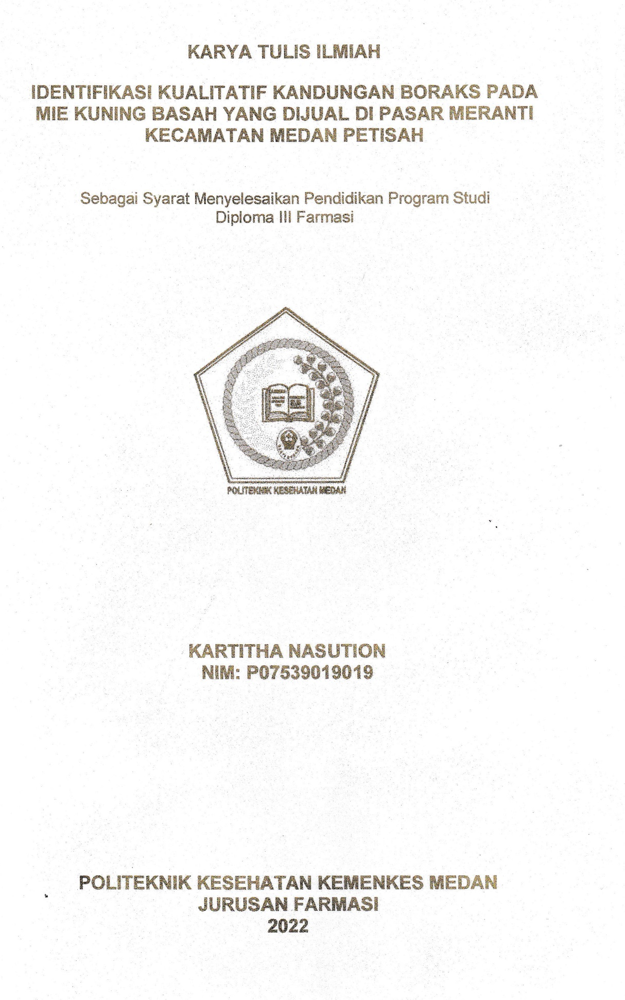 KARYA TULIS ILMIAH
IDENTIFIKASI KUALITATIF KANDUNGAN BORAKS PADA
MIE KUNING BASAH YANG DIJUAL DI PASAR MERANTI
KECAMATAN MEDAN PETISAH
Sebagai Syarat Menyelesaikan Pendidikan Program Studi
Diploma III Farmasi
POLITEKNIK KESEHATAN MEDAN
KARTITHA NASUTION
NIM: P07539019019
POLITEKNIK KESEHATAN KEMENKES MEDAN
JURUSAN FARMASI
2022